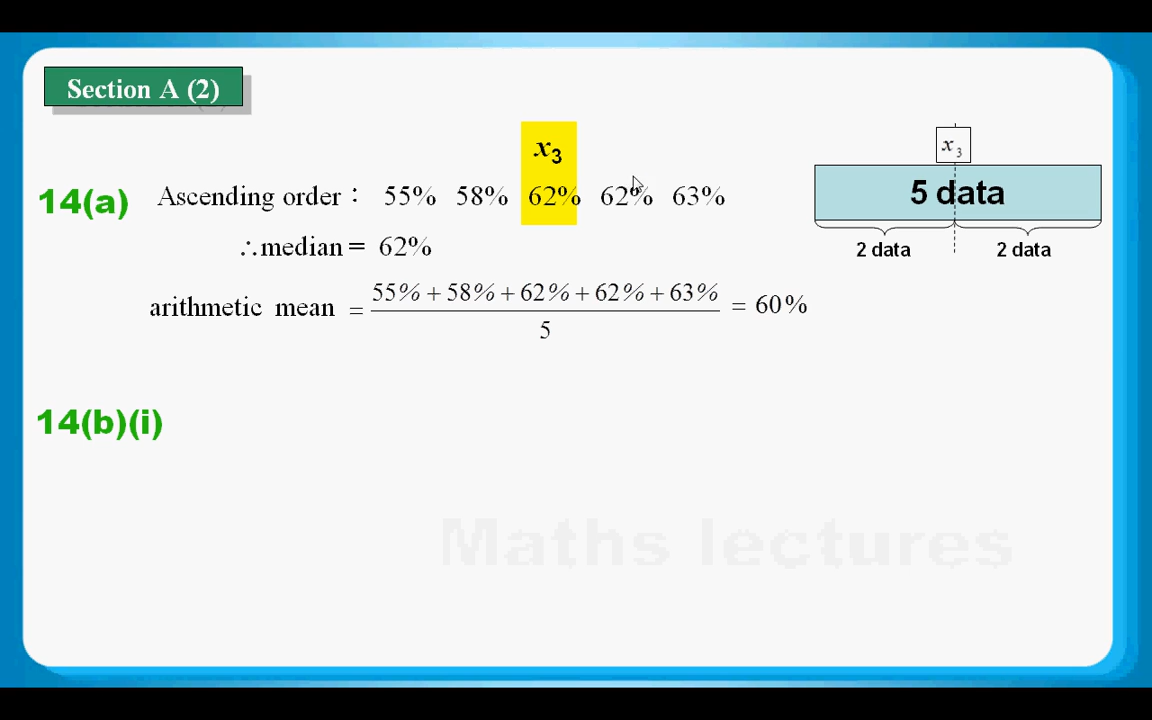 Section A (2)
x₃
14(a) Ascending order : 55% 58% 62% 62% 63%
∴ median = 62%
arithmetic mean = (55% + 58% + 62% + 62% + 63%) / 5 = 60%
x₃
5 data
2 data 2 data
14(b)(i)
Maths lectures